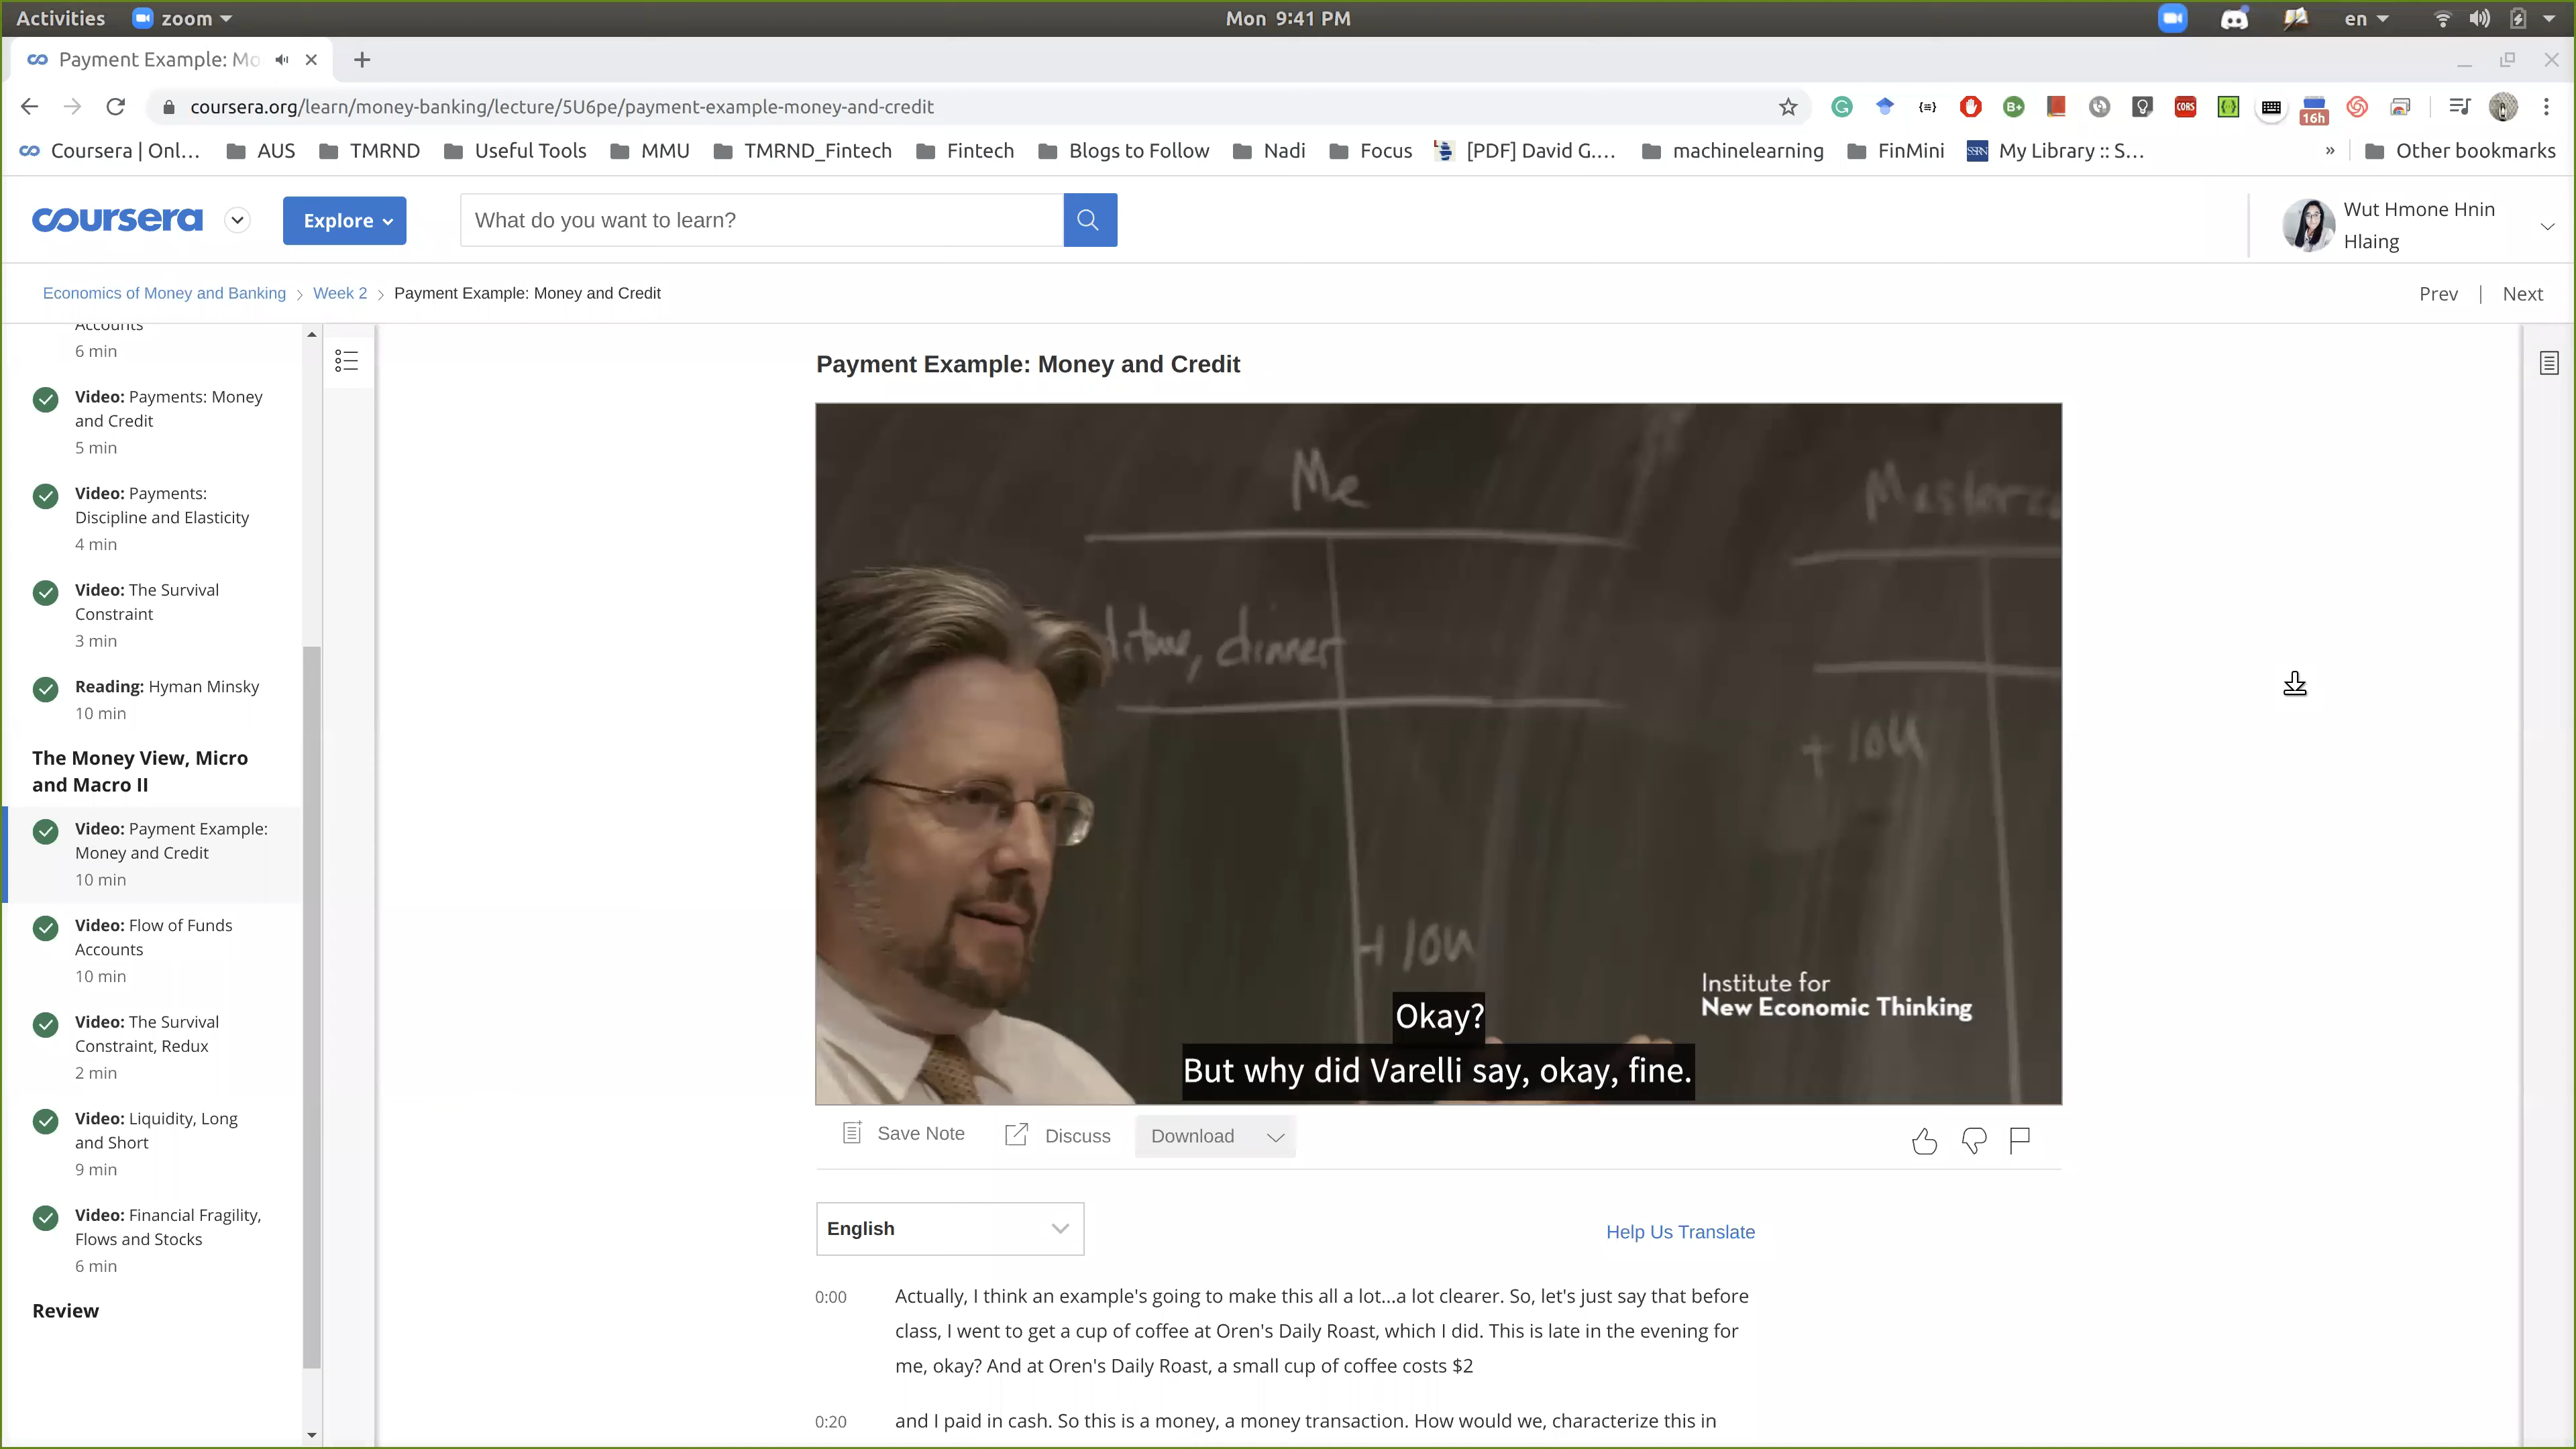 Activities
zoom
Mon 9:41 PM
en
Payment Example: Mo
coursera.org/learn/money-banking/lecture/5U6pe/payment-example-money-and-credit
B+
CORS
16h
Coursera | Onl...
AUS
TMRND
Useful Tools
MMU
TMRND_Fintech
Fintech
Blogs to Follow
Nadi
Focus
[PDF] David G....
machinelearning
FinMini
SSRN
My Library :: S...
»
Other bookmarks
coursera
Explore
What do you want to learn?
Wut Hmone Hnin
Hlaing
Economics of Money and Banking > Week 2 > Payment Example: Money and Credit
Prev | Next
Accounts
6 min
Video: Payments: Money
and Credit
5 min
Video: Payments:
Discipline and Elasticity
4 min
Video: The Survival
Constraint
3 min
Reading: Hyman Minsky
10 min
The Money View, Micro
and Macro II
Video: Payment Example:
Money and Credit
10 min
Video: Flow of Funds
Accounts
10 min
Video: The Survival
Constraint, Redux
2 min
Video: Liquidity, Long
and Short
9 min
Video: Financial Fragility,
Flows and Stocks
6 min
Review
Payment Example: Money and Credit
Me
Masterca
dinner
+ IOU
+ IOU
Institute for
New Economic Thinking
Okay?
But why did Varelli say, okay, fine.
Save Note
Discuss
Download
English
Help Us Translate
0:00
Actually, I think an example's going to make this all a lot...a lot clearer. So, let's just say that before
class, I went to get a cup of coffee at Oren's Daily Roast, which I did. This is late in the evening for
me, okay? And at Oren's Daily Roast, a small cup of coffee costs $2
0:20
and I paid in cash. So this is a money, a money transaction. How would we, characterize this in